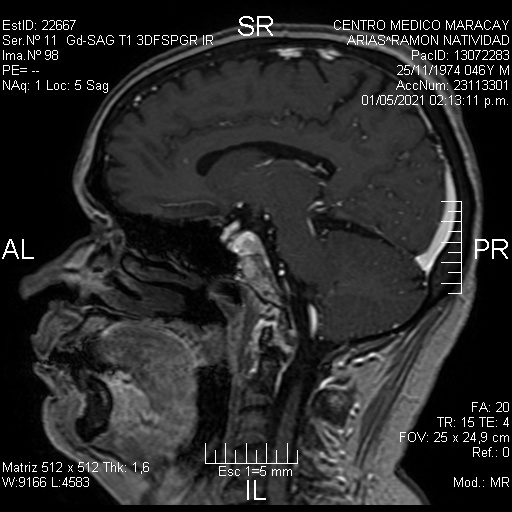 EstID: 22667
Ser.Nº 11 Gd-SAG T1 3DFSPGR IR
Ima.Nº 98
PE= --
NAq: 1 Loc: 5 Sag
SR
CENTRO MEDICO MARACAY
ARIAS^RAMON NATIVIDAD
PacID: 13072283
25/11/1974 046Y M
AccNum: 23113301
01/05/2021 02:13:11 p.m.
AL
PR
FA: 20
TR: 15 TE: 4
FOV: 25 x 24,9 cm
Ref.: 0
Matriz 512 x 512 Thk: 1,6
W:9166 L:4583
Esc 1=5 mm
IL
Mod.: MR